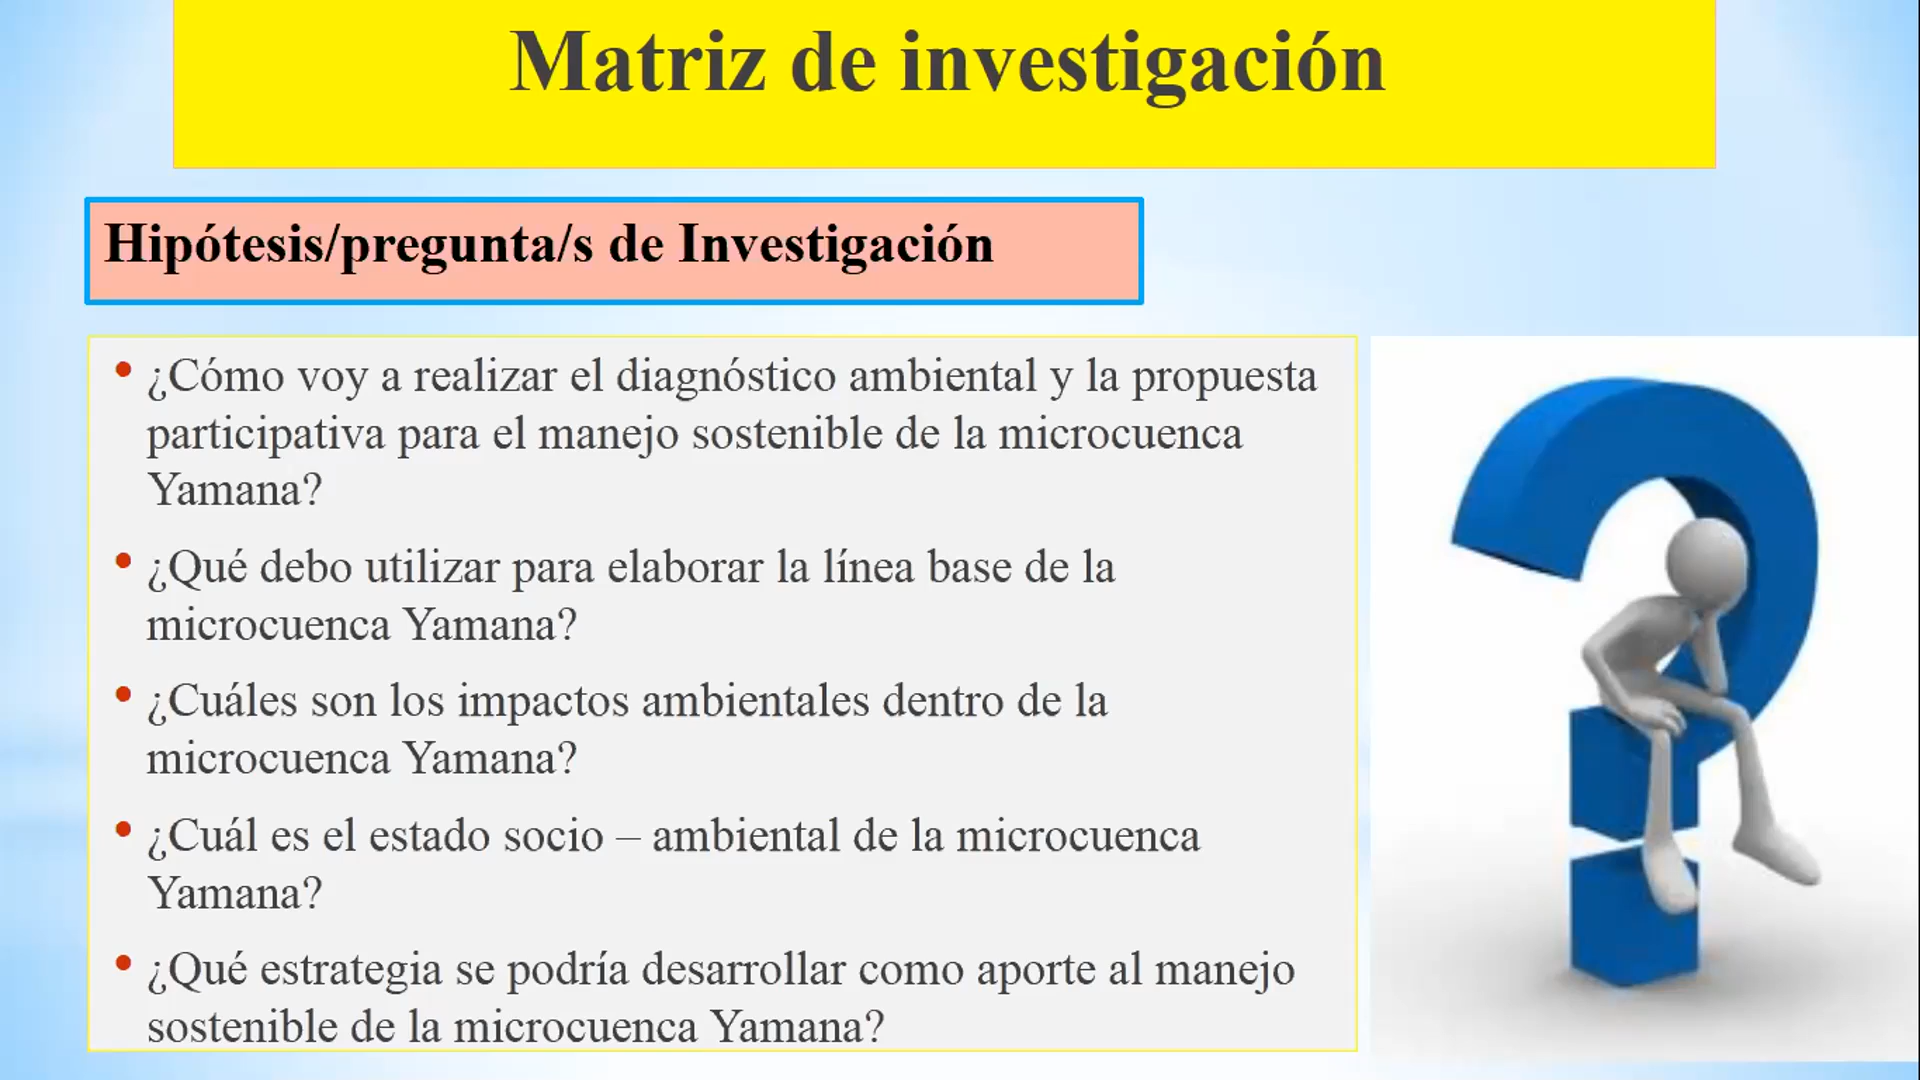 Matriz de investigación
Hipótesis/pregunta/s de Investigación
• ¿Cómo voy a realizar el diagnóstico ambiental y la propuesta
participativa para el manejo sostenible de la microcuenca
Yamana?
• ¿Qué debo utilizar para elaborar la línea base de la
microcuenca Yamana?
• ¿Cuáles son los impactos ambientales dentro de la
microcuenca Yamana?
• ¿Cuál es el estado socio – ambiental de la microcuenca
Yamana?
• ¿Qué estrategia se podría desarrollar como aporte al manejo
sostenible de la microcuenca Yamana?